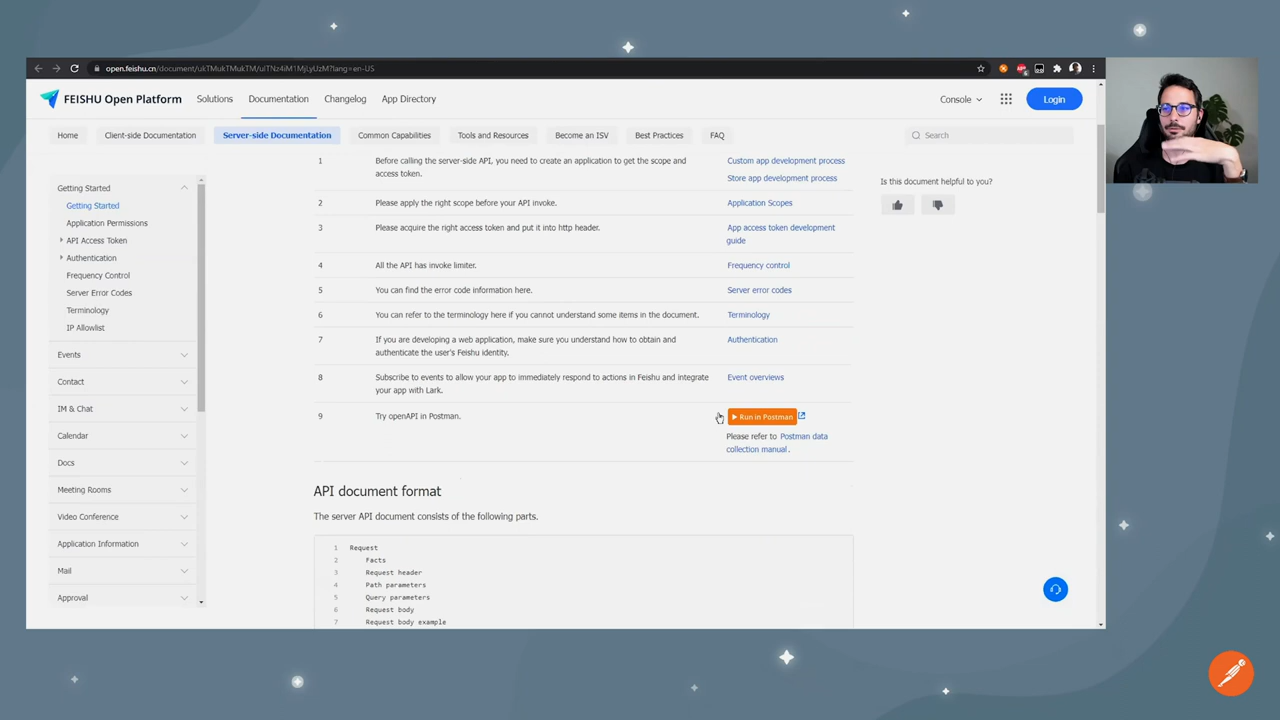 open.feishu.cn/document/ukTMukTMukTM/uITNz4iM1MjLyUzM?lang=en-US
FEISHU Open Platform
Solutions
Documentation
Changelog
App Directory
Console
Login
Home
Client-side Documentation
Server-side Documentation
Common Capabilities
Tools and Resources
Become an ISV
Best Practices
FAQ
Search
Getting Started
Getting Started
Application Permissions
API Access Token
Authentication
Frequency Control
Server Error Codes
Terminology
IP Allowlist
Events
Contact
IM & Chat
Calendar
Docs
Meeting Rooms
Video Conference
Application Information
Mail
Approval
1 Before calling the server-side API, you need to create an application to get the scope and
access token.
Custom app development process
Store app development process
2 Please apply the right scope before your API invoke. Application Scopes
3 Please acquire the right access token and put it into http header. App access token development
guide
4 All the API has invoke limiter. Frequency control
5 You can find the error code information here. Server error codes
6 You can refer to the terminology here if you cannot understand some items in the document. Terminology
7 If you are developing a web application, make sure you understand how to obtain and
authenticate the user's Feishu identity.
Authentication
8 Subscribe to events to allow your app to immediately respond to actions in Feishu and integrate
your app with Lark.
Event overviews
9 Try openAPI in Postman. Run in Postman
Please refer to Postman data
collection manual.
API document format
The server API document consists of the following parts.
1 Request
2 Facts
3 Request header
4 Path parameters
5 Query parameters
6 Request body
7 Request body example
Is this document helpful to you?